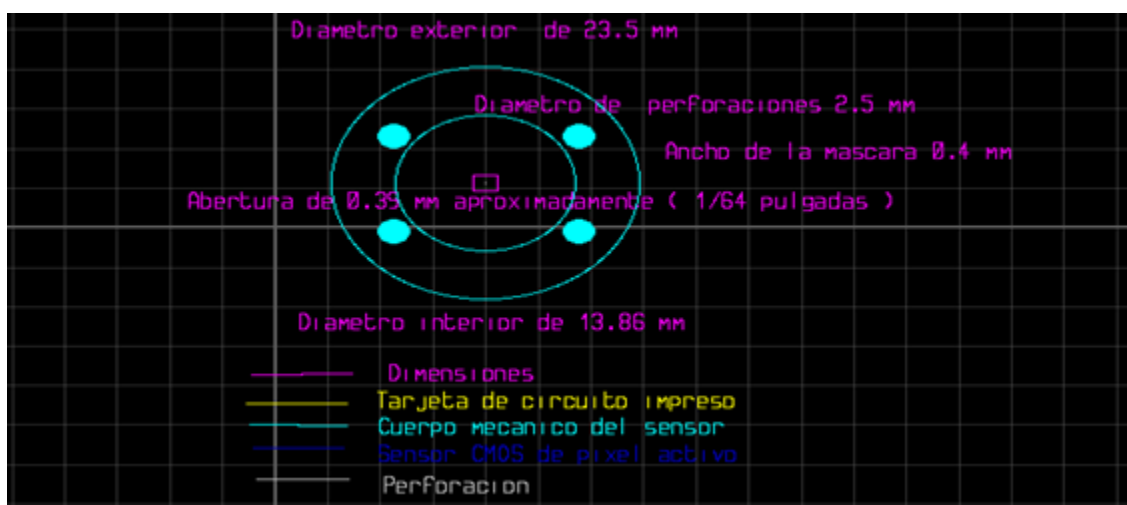 Diametro exterior de 23.5 mm
Diametro de perforaciones 2.5 mm
Ancho de la mascara 0.4 mm
Abertura de 0.39 mm aproximadamente ( 1/64 pulgadas )
Diametro interior de 13.86 mm
Dimensiones
Tarjeta de circuito impreso
Cuerpo mecanico del sensor
Sensor CMOS de pixel activo
Perforacion